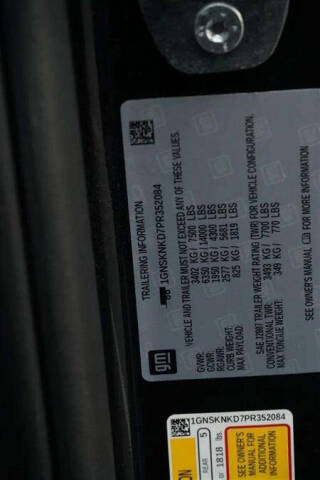 TRAILERING INFORMATION
1GNSKNKD7PR352084
VEHICLE AND TRAILER MUST NOT EXCEED ANY OF THESE VALUES.
GVWR: 3402 KG / 7500 LBS
GCWR: 6350 KG / 14000 LBS
RGAWR: 1950 KG / 4300 LBS
CURB WEIGHT: 2577 KG / 5681 LBS
MAX PAYLOAD: 825 KG / 1819 LBS
SAE J2807 TRAILER WEIGHT RATING (TWR) FOR VEHICLE CONFIGURATION.
CONVENTIONAL TWR: 3493 KG / 7700 LBS
MAX TONGUE WEIGHT: 349 KG / 770 LBS
SEE OWNER'S MANUAL FOR MORE INFORMATION
gm
1GNSKNKD7PR352084
REAR 5
or 1818 lbs.
SEE OWNER'S
MANUAL FOR
ADDITIONAL
INFORMATION